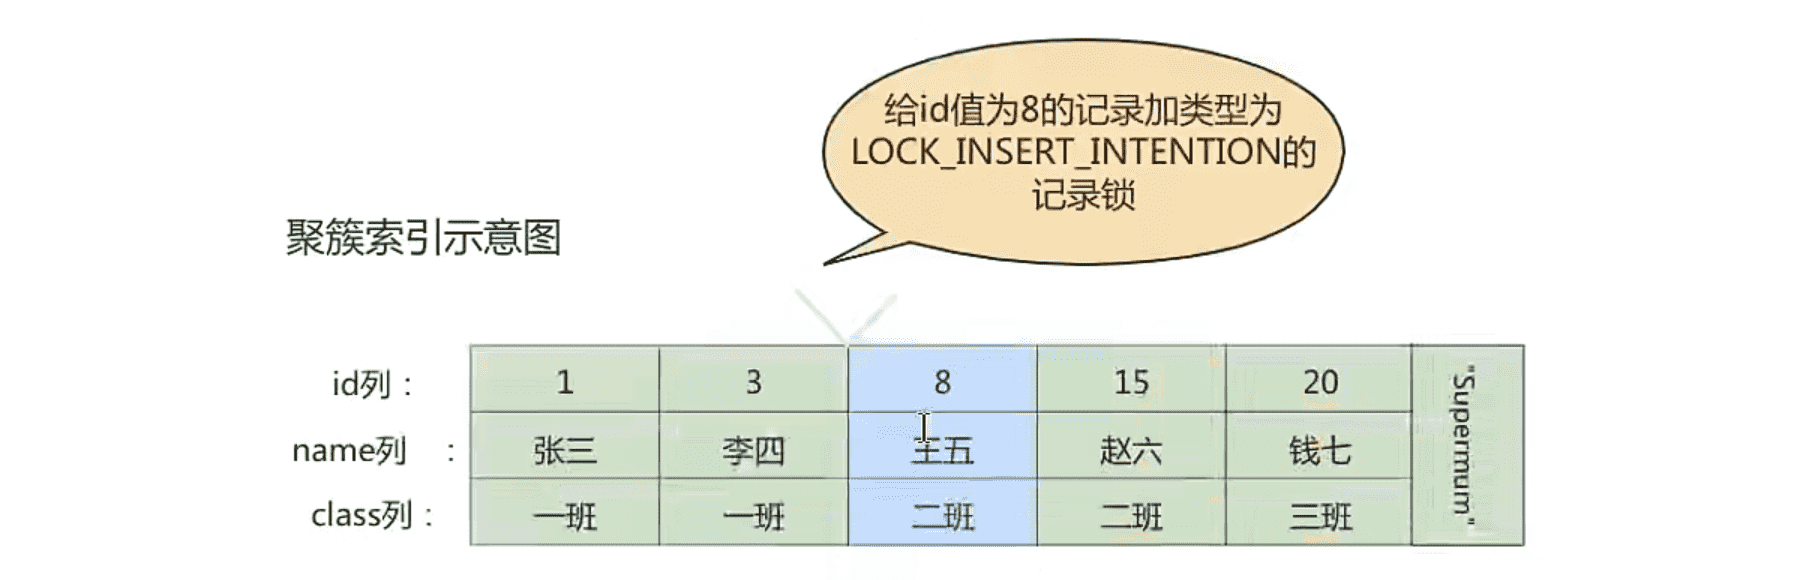 给id值为8的记录加类型为
LOCK_INSERT_INTENTION的
记录锁
聚簇索引示意图
id列： 1 3 8 15 20 "Supermum"
name列 ： 张三 李四 王五 赵六 钱七
class列： 一班 一班 二班 二班 三班